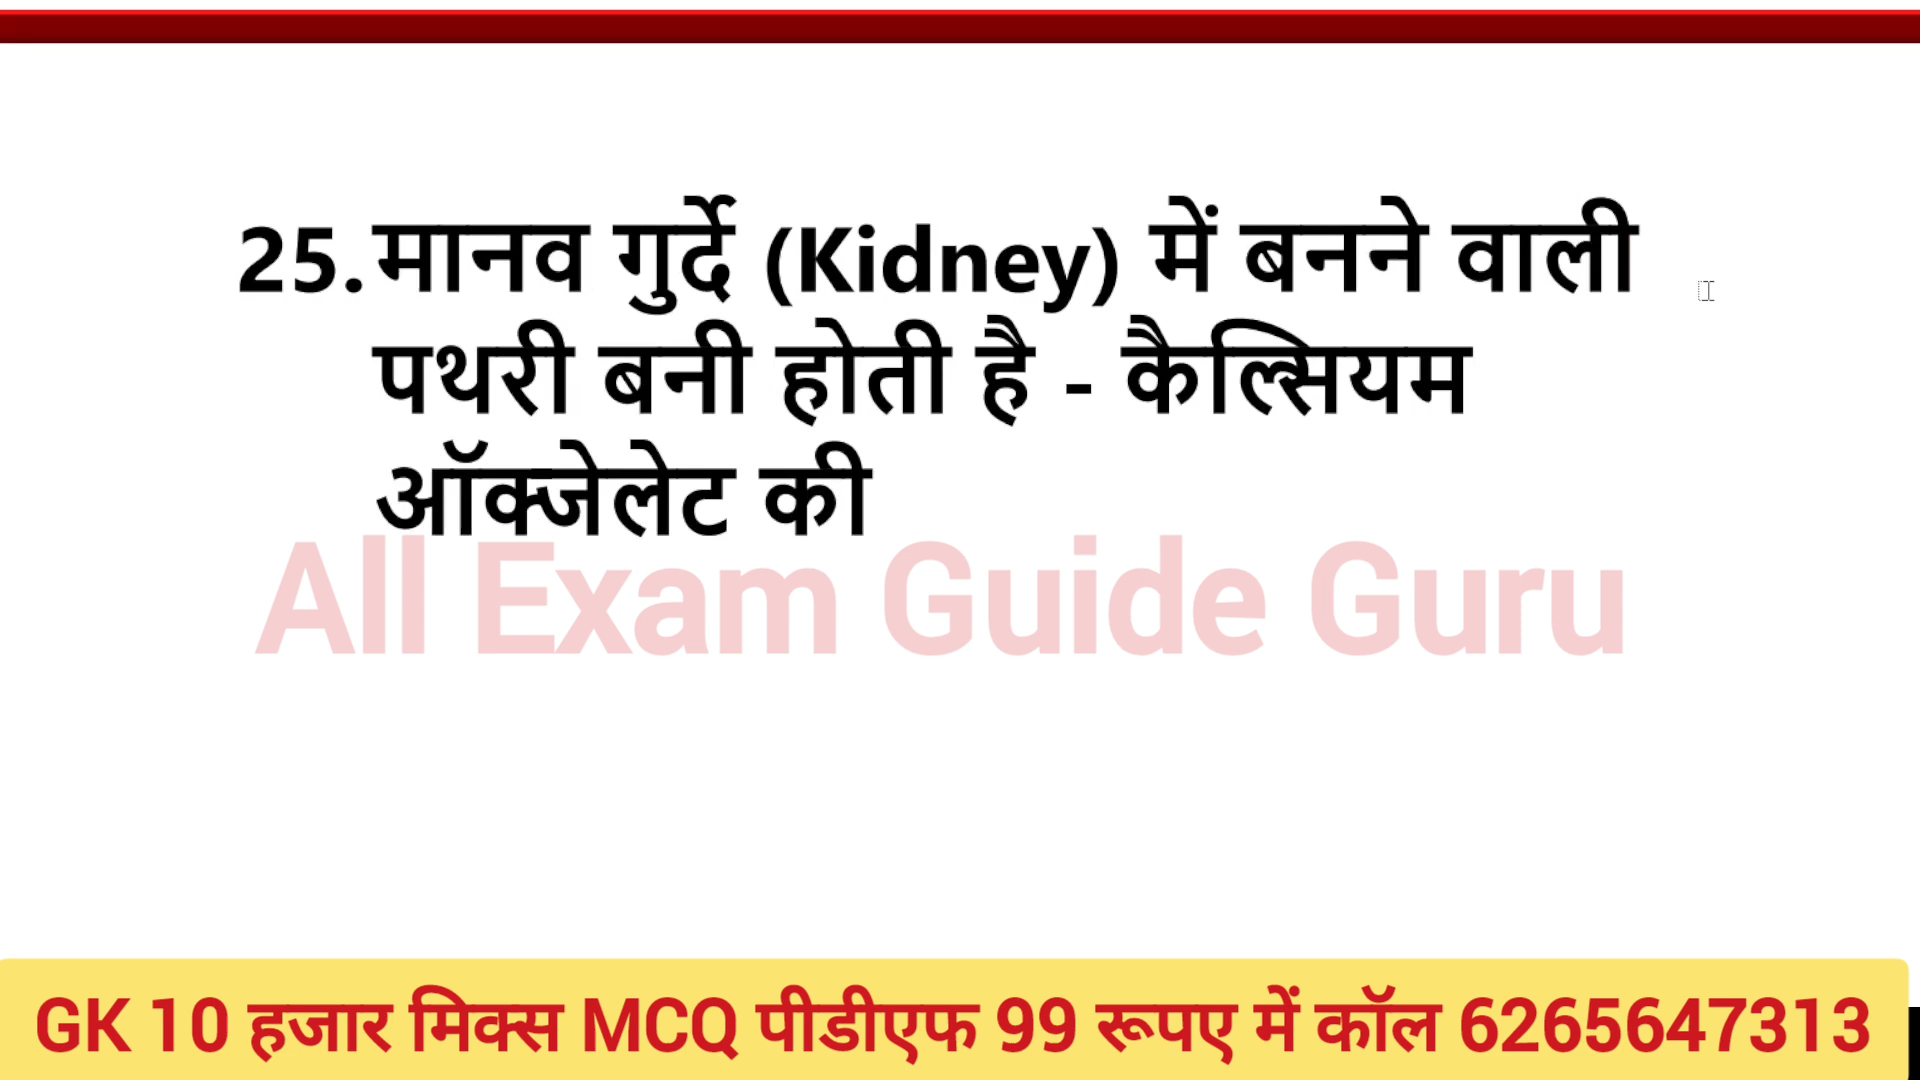 25. मानव गुर्दे (Kidney) में बनने वाली
पथरी बनी होती है - कैल्सियम
ऑक्जेलेट की
All Exam Guide Guru
GK 10 हजार मिक्स MCQ पीडीएफ 99 रूपए में कॉल 6265647313